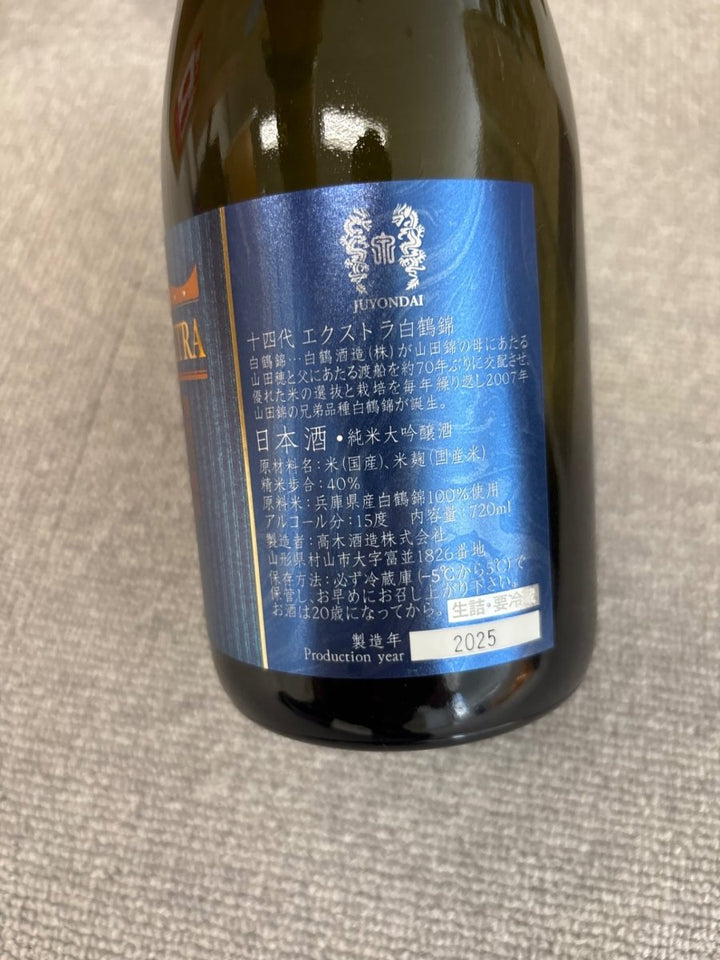 TRA
JUYONDAI
十四代 エクストラ白鶴錦
白鶴錦‥白鶴酒造(株)が山田錦の母にあたる
山田穂と父にあたる渡船を約70年ぶりに交配させ、
優れた米の選抜と栽培を毎年繰り返し2007年
山田錦の兄弟品種白鶴錦が誕生。
日本酒・純米大吟醸酒
原材料名：米(国産)、米麹(国産米)
精米歩合：40%
原料米：兵庫県産白鶴錦100%使用
アルコール分：15度 内容量：720ml
製造者：高木酒造株式会社
山形県村山市大字富並1826番地
保存方法：必ず冷蔵庫(−5℃から5℃)で
保管し、お早めにお召し上がり下さい。
お酒は20歳になってから。 生詰・要冷
製造年
Production year 2025